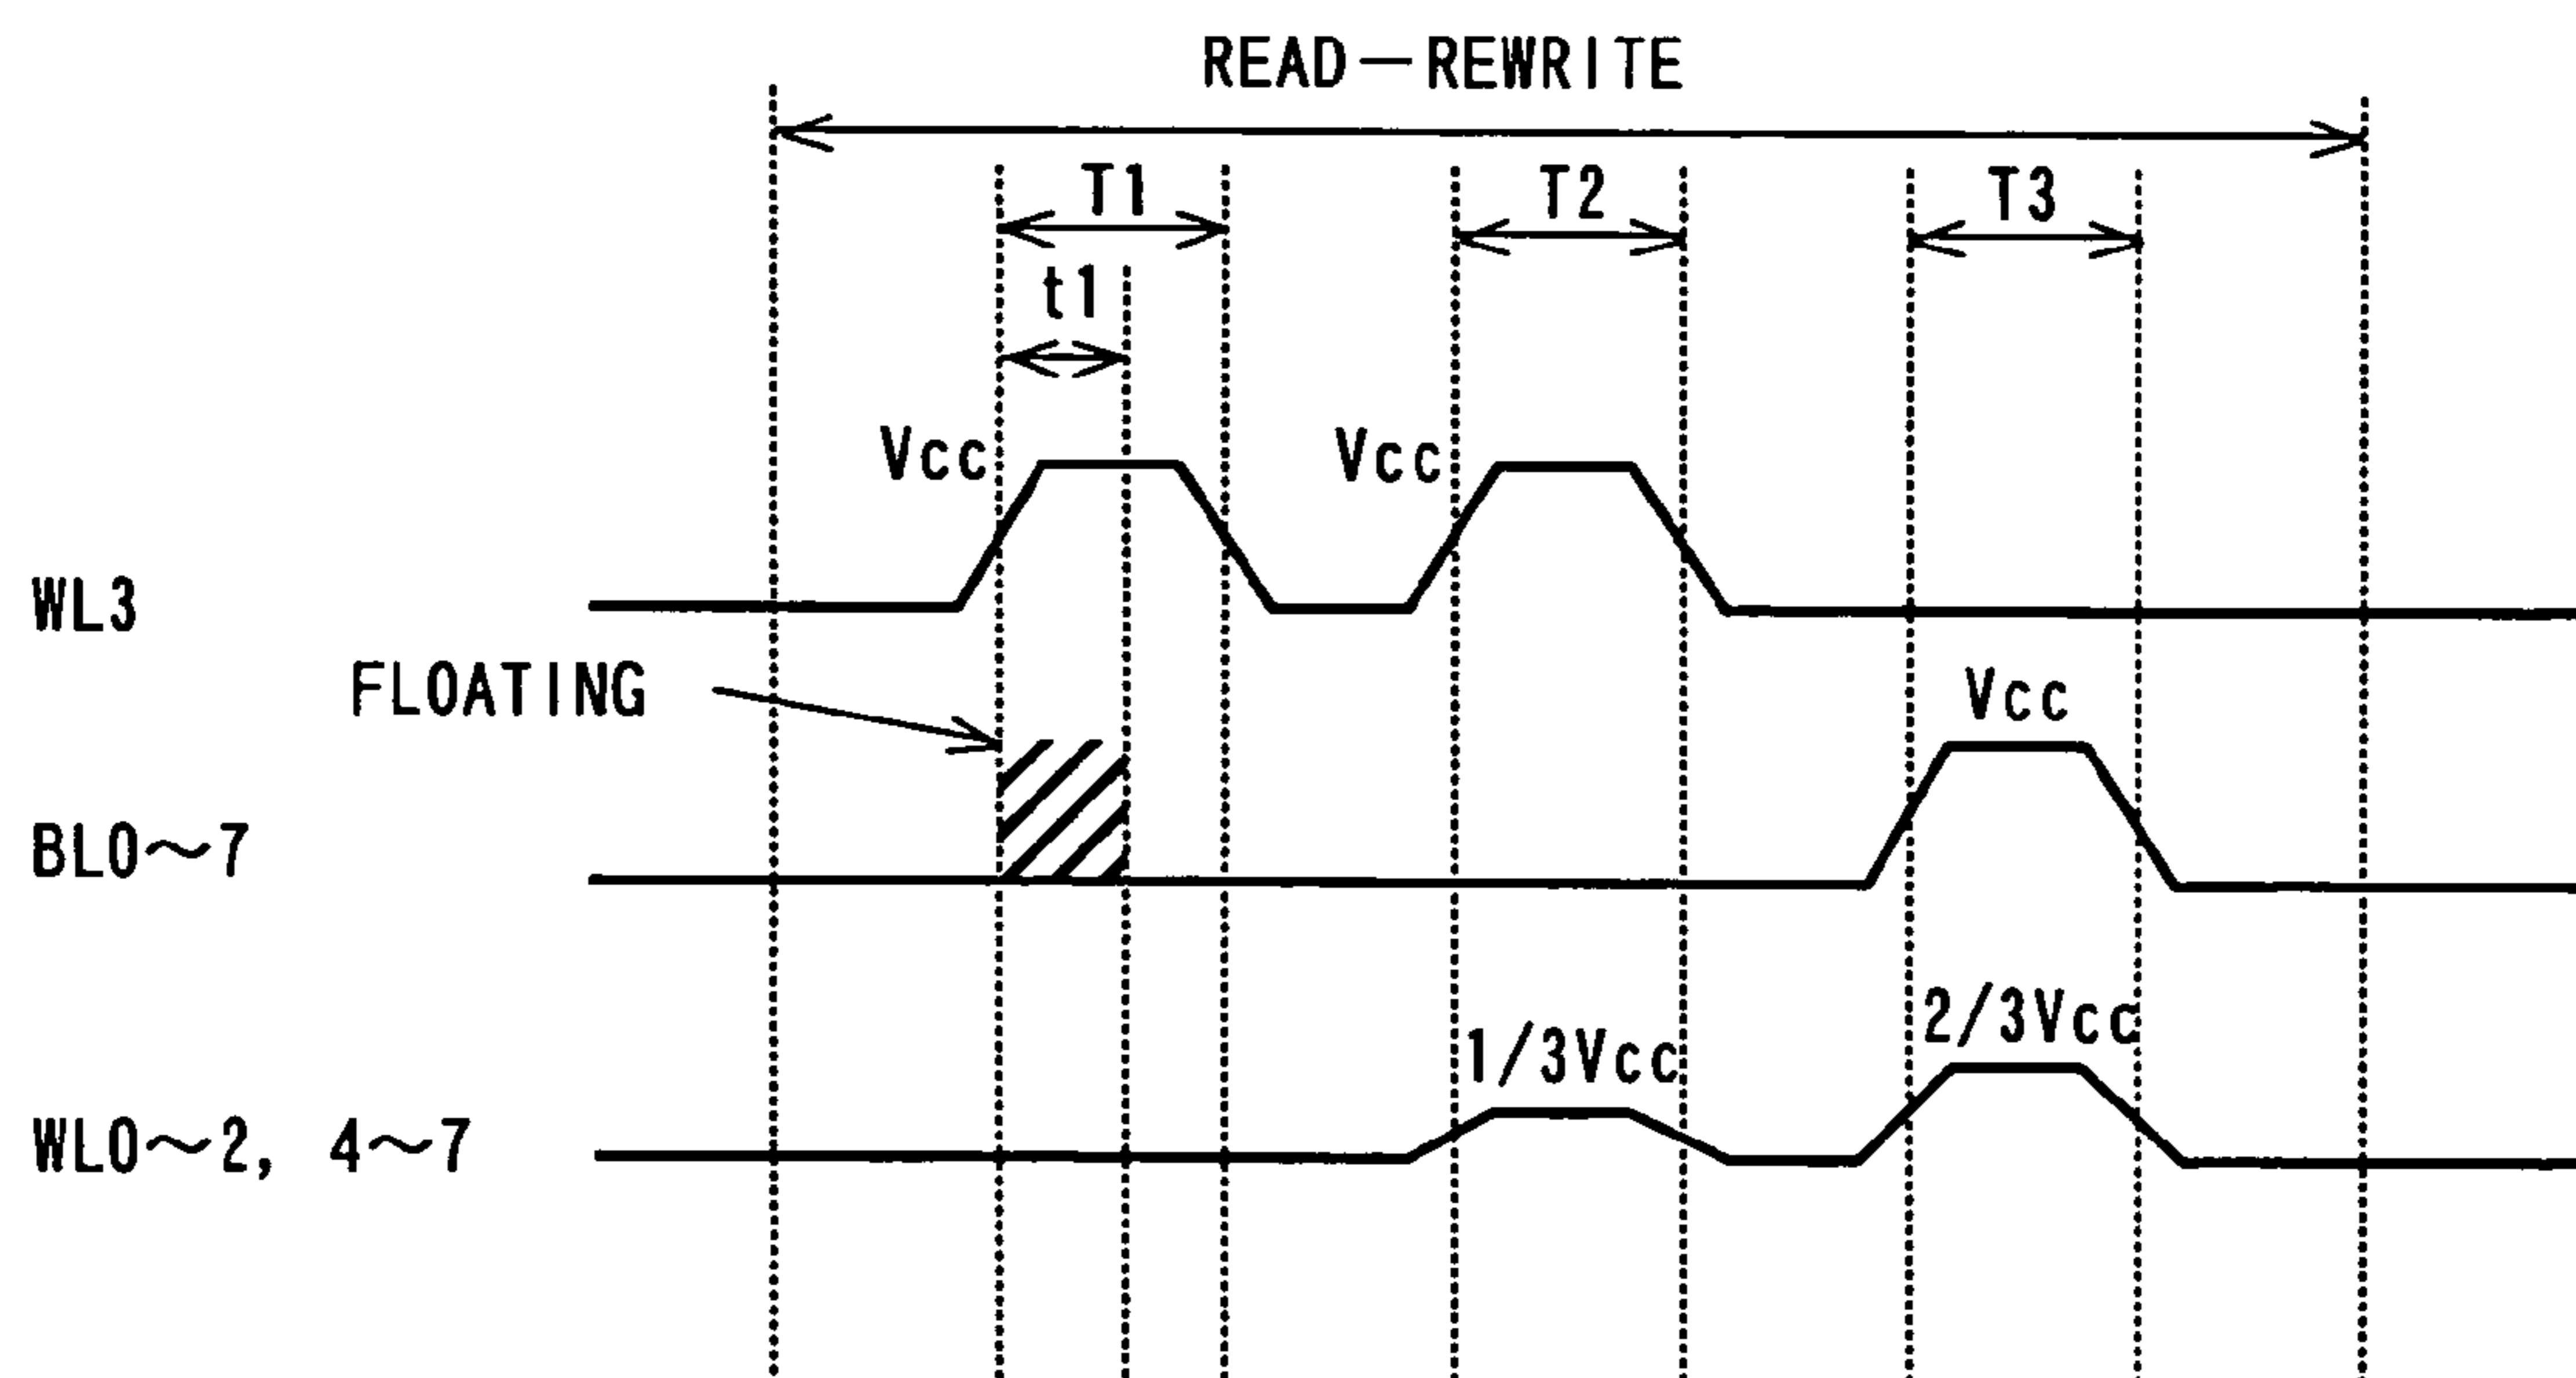 READ—REWRITE
T1 T2 T3
t1
Vcc Vcc
WL3
FLOATING
Vcc
BL0〜7
2/3Vcc
1/3Vcc
WL0〜2, 4〜7